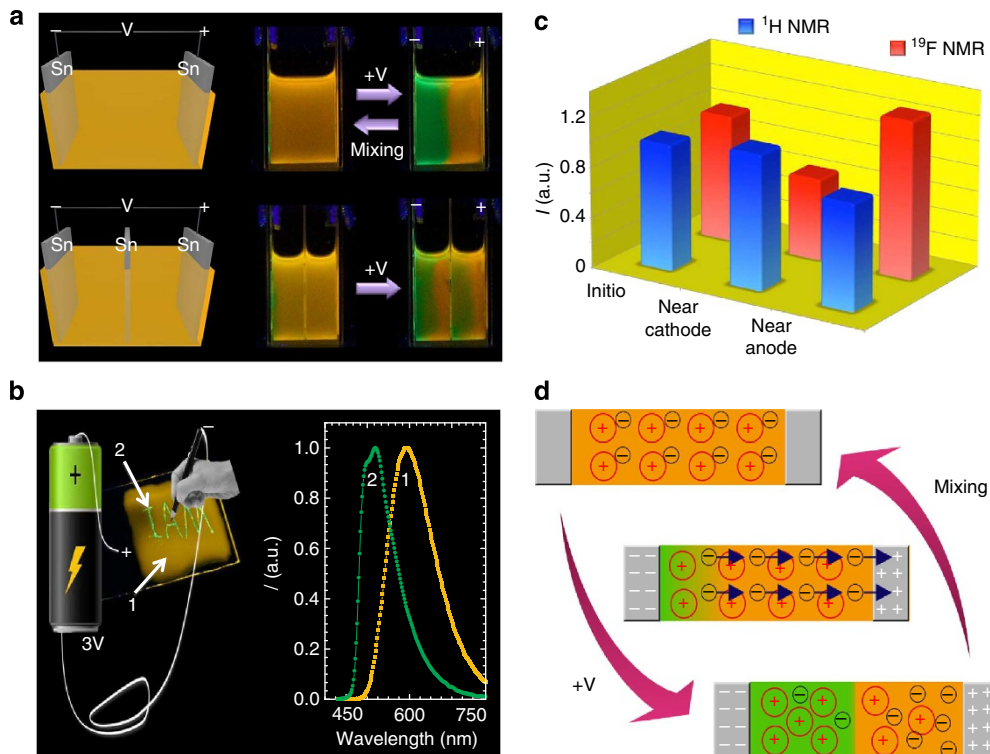 a
− V +
Sn Sn
+V
Mixing
− +
− V +
Sn Sn Sn
+V
− +
c
¹H NMR
¹⁹F NMR
I (a.u.)
1.2
0.8
0.4
0
Initio
Near
cathode
Near
anode
b
2
+
−
+
1
IANN
3V
I (a.u.)
1.0
0.8
0.6
0.4
0.2
0.0
2 1
450 600 750
Wavelength (nm)
d
− − − − − − − −
+ + + + + + + +
Mixing
− −
− −
− −
− −
+ + + + + +
− − − − − − − −
+ +
+ +
+ +
+ +
+V
− −
− −
− −
− −
+ + + + + + + + +
− − − − − − − −
+ +
+ +
+ +
+ +